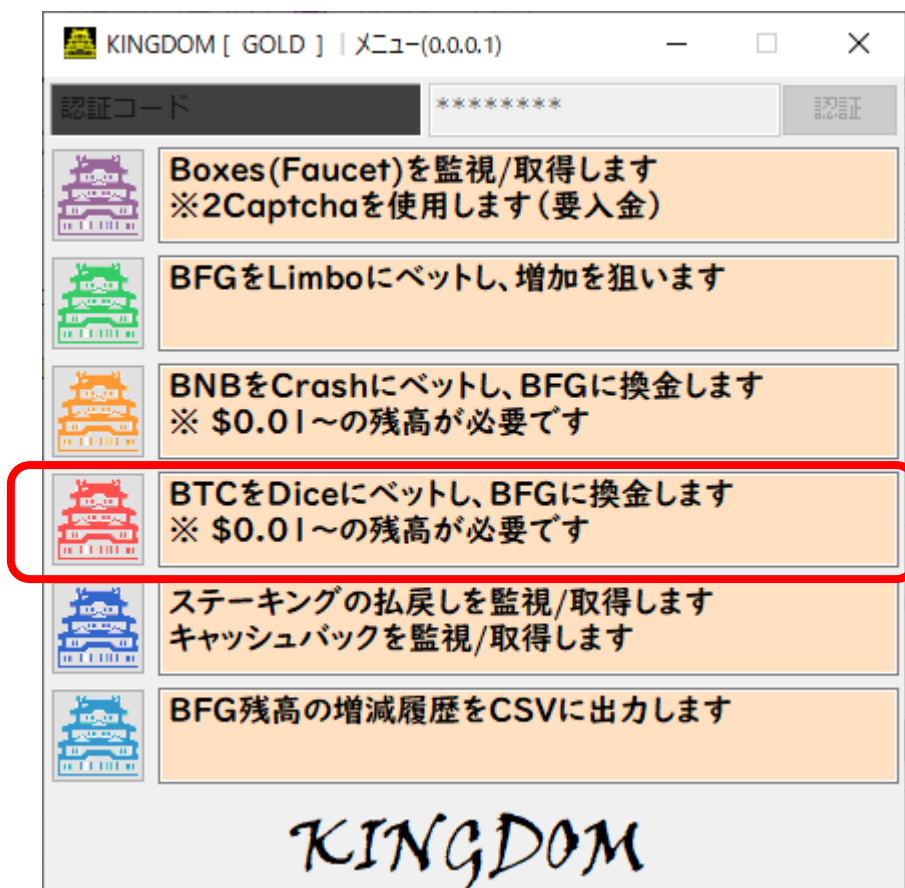 KINGDOM [ GOLD ] | メニュー(0.0.0.1)
認証コード
********
認証
Boxes(Faucet)を監視/取得します
※2Captchaを使用します(要入金)
BFGをLimboにベットし、増加を狙います
BNBをCrashにベットし、BFGに換金します
※ $0.01~の残高が必要です
BTCをDiceにベットし、BFGに換金します
※ $0.01~の残高が必要です
ステーキングの払戻しを監視/取得します
キャッシュバックを監視/取得します
BFG残高の増減履歴をCSVに出力します
KINGDOM